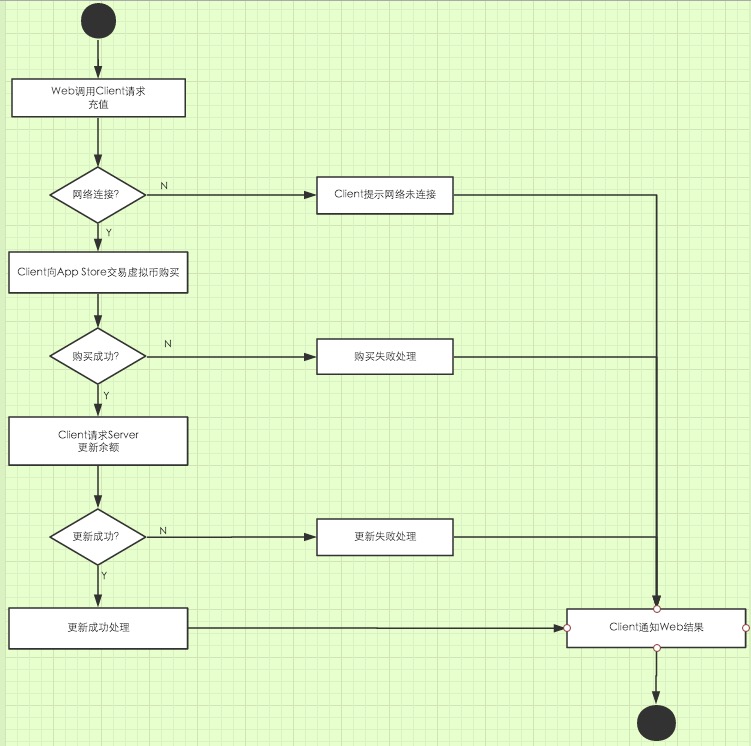 Web调用Client请求
充值
网络连接?
N
Client提示网络未连接
Y
Client向App Store交易虚拟币购买
购买成功?
N
购买失败处理
Y
Client请求Server
更新余额
更新成功?
N
更新失败处理
Y
更新成功处理
Client通知Web结果